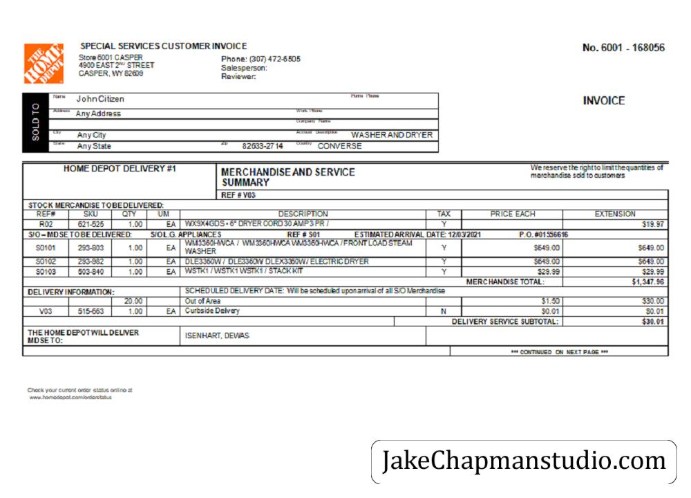 THE HOME DEPOT
SPECIAL SERVICES CUSTOMER INVOICE
Store 6001 CASPER
4900 EAST 2ND STREET
CASPER, WY 82609
Phone: (307) 472-5505
Salesperson:
Reviewer:
No. 6001 - 168056
INVOICE
SOLD TO
Name John Citizen Home Phone
Address Any Address Work Phone
Company Name
City Any City Account Description WASHER AND DRYER
State Any State Zip 82633-2714 County CONVERSE
HOME DEPOT DELIVERY #1
MERCHANDISE AND SERVICE
SUMMARY
We reserve the right to limit the quantities of
merchandise sold to customers
REF # V03
STOCK MERCANDISE TO BE DELIVERED:
REF# SKU QTY UM DESCRIPTION TAX PRICE EACH EXTENSION
R02 621-525 1.00 EA WX9X4GDS - 6" DRYER CORD 30 AMP 3 PR / Y $19.97
S/O - MDSE TO BE DELIVERED: S/O L.G. APPLIANCES REF # S01 ESTIMATED ARRIVAL DATE: 12/03/2021 P.O. #01356616
S0101 293-803 1.00 EA WM3360HWCA / WM3360HWCA WM3360HWCA / FRONT LOAD STEAM
WASHER Y $649.00 $649.00
S0102 293-982 1.00 EA DLE3360W / DLE3360W DLEX3360W / ELECTRIC DRYER Y $649.00 $649.00
S0103 503-840 1.00 EA WSTK1 / WSTK1 WSTK1 / STACK KIT Y $29.99 $29.99
MERCHANDISE TOTAL: $1,347.96
DELIVERY INFORMATION: SCHEDULED DELIVERY DATE: Will be scheduled upon arrival of all S/O Merchandise
20.00 Out of Area $1.50 $30.00
V03 515-663 1.00 EA Curbside Delivery N $0.01 $0.01
DELIVERY SERVICE SUBTOTAL: $30.01
THE HOME DEPOT WILL DELIVER
MDSE TO:
ISENHART, DEWAS
*** CONTINUED ON NEXT PAGE ***
Check your current order status online at
www.homedepot.com/orderstatus
JakeChapmanstudio.com